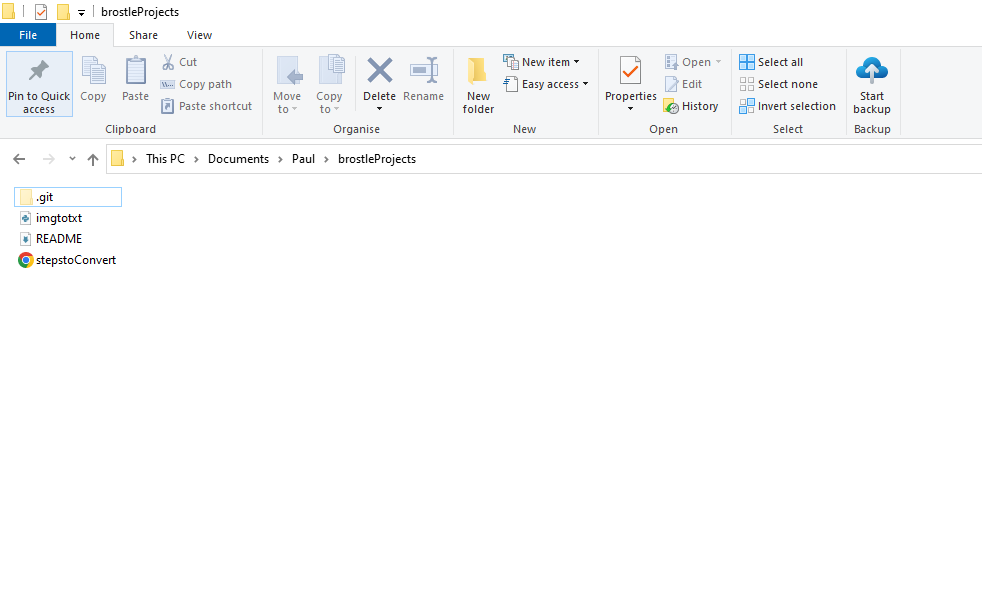 brostleProjects
File Home Share View
Pin to Quick access
Copy
Paste
Cut
Copy path
Paste shortcut
Clipboard
Move to
Copy to
Delete
Rename
Organise
New folder
New item
Easy access
New
Properties
Open
Edit
History
Open
Select all
Select none
Invert selection
Select
Start backup
Backup
This PC > Documents > Paul > brostleProjects
.git
imgtotxt
README
stepstoConvert